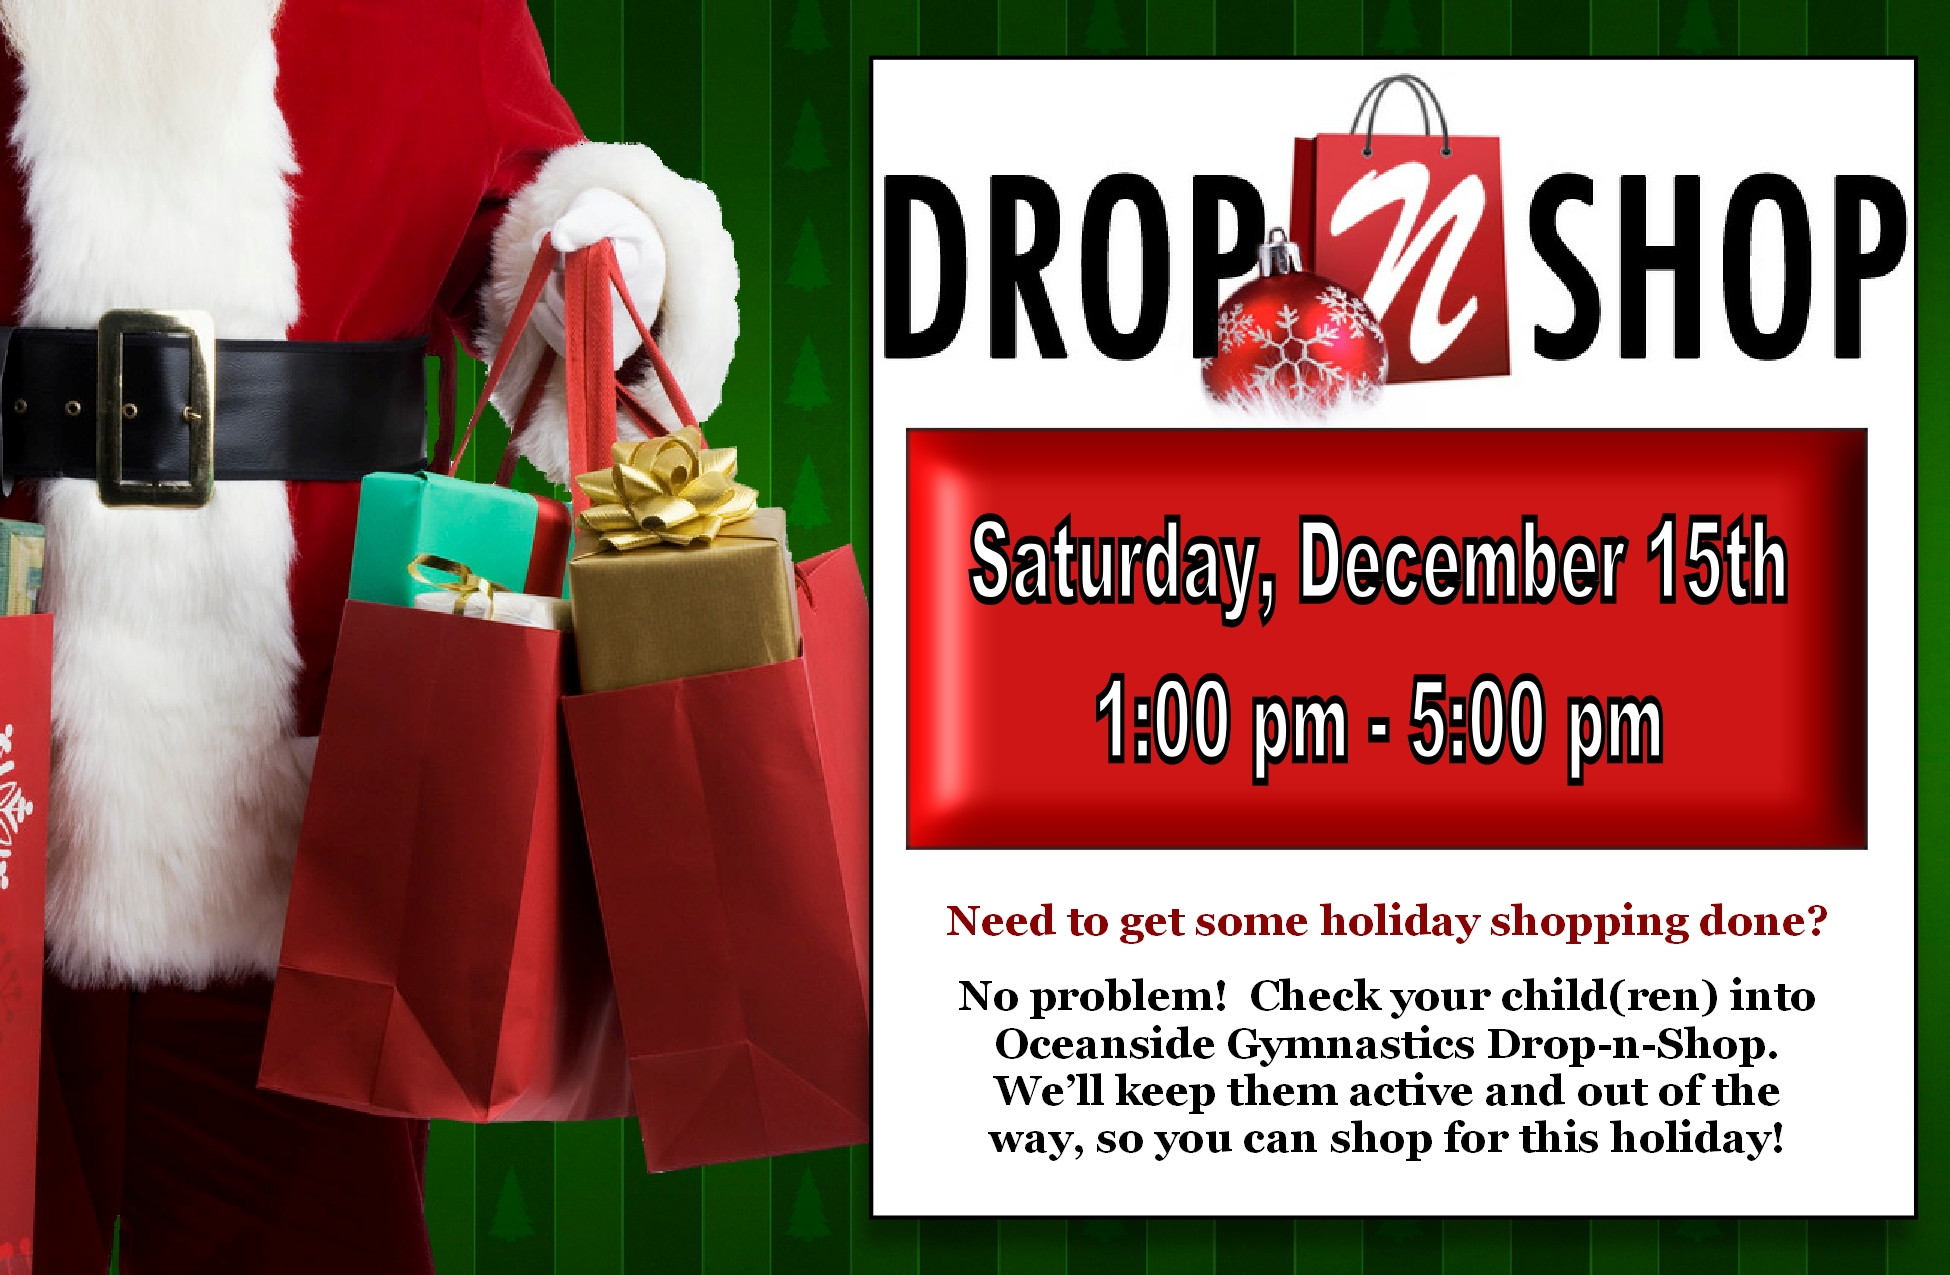 DROP n SHOP
Saturday, December 15th
1:00 pm - 5:00 pm
Need to get some holiday shopping done?
No problem!  Check your child(ren) into
Oceanside Gymnastics Drop-n-Shop.
We'll keep them active and out of the
way, so you can shop for this holiday!